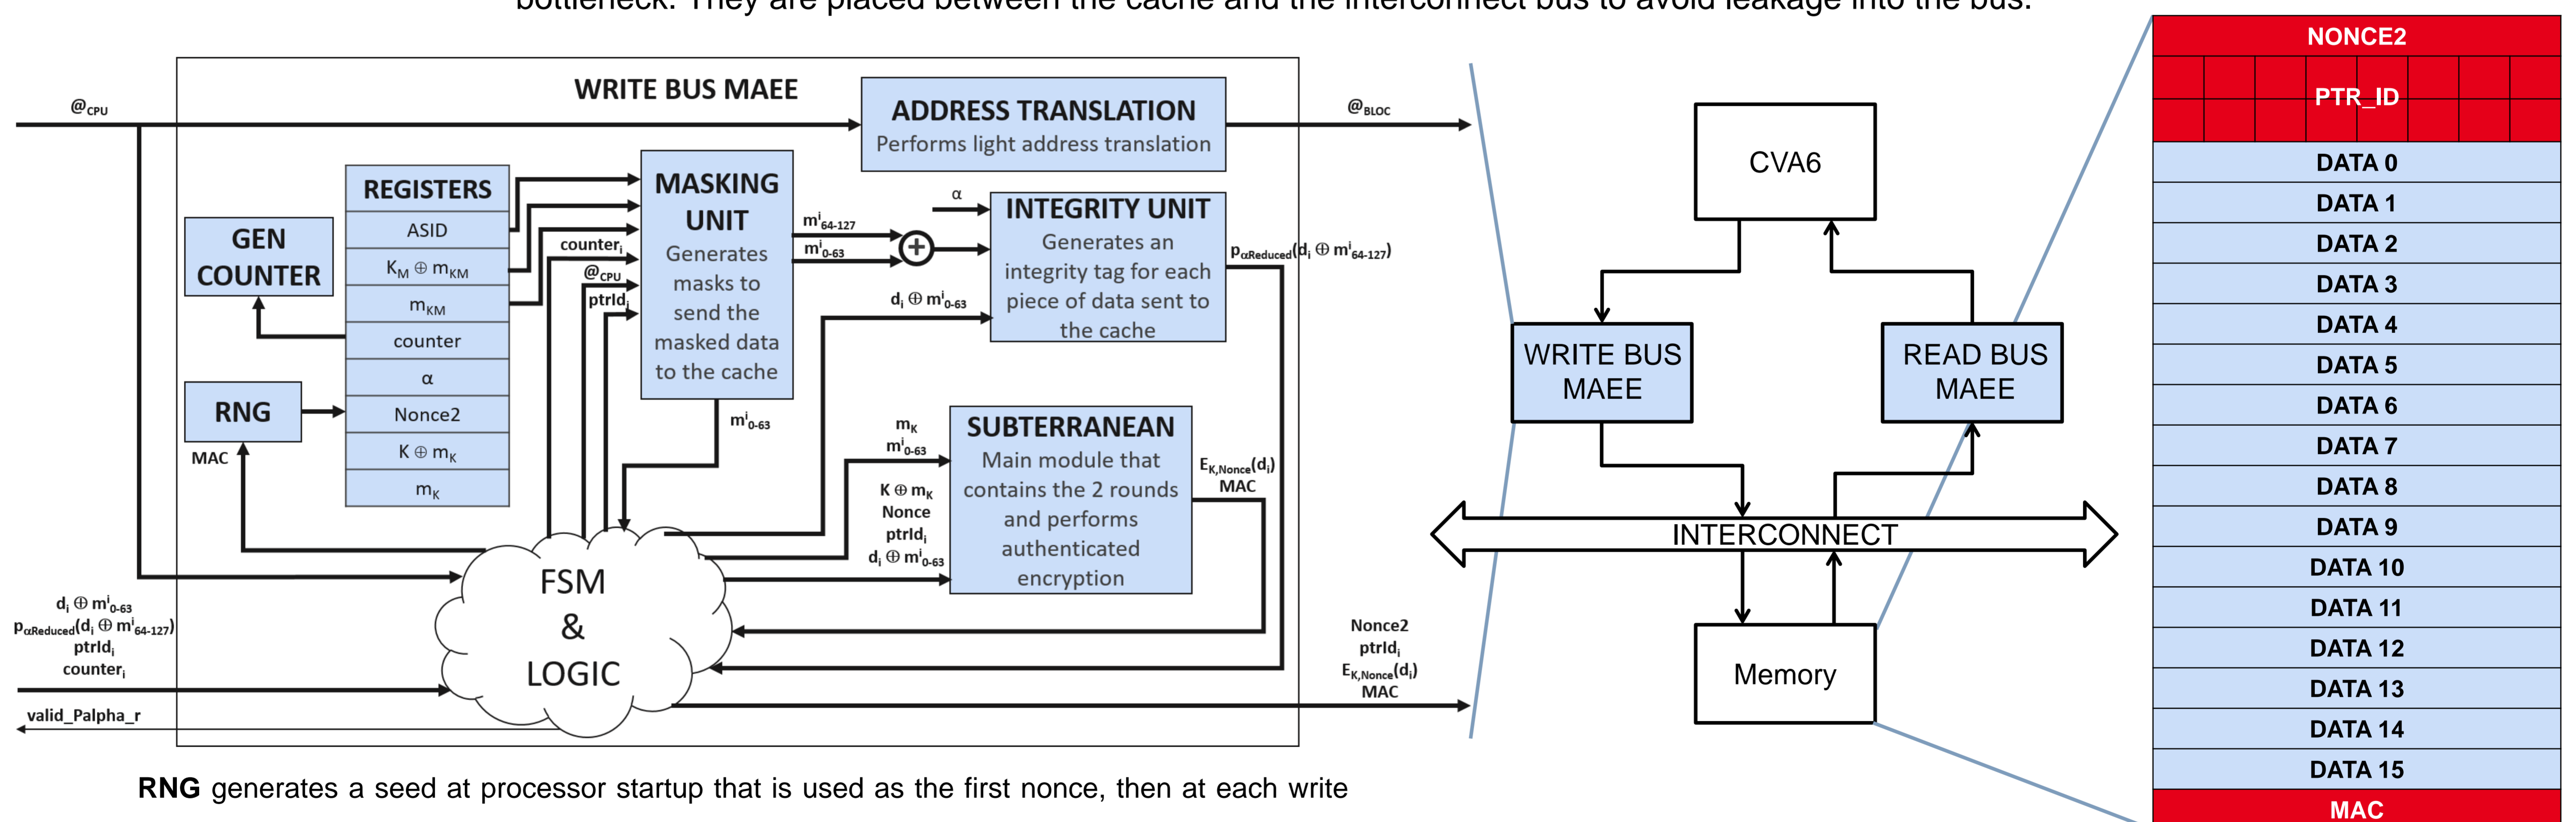 bottleneck. They are placed between the cache and the interconnect bus to avoid leakage into the bus.
WRITE BUS MAEE
@CPU
ADDRESS TRANSLATION
Performs light address translation
@BLOC
REGISTERS
ASID
KM ⊕ mKM
mKM
counter
α
Nonce2
K ⊕ mK
mK
GEN
COUNTER
RNG
MAC
counteri
@CPU
ptrIdi
MASKING
UNIT
Generates
masks to
send the
masked data
to the cache
mi64-127
mi0-63
+
α
di ⊕ mi0-63
INTEGRITY UNIT
Generates an
integrity tag for each
piece of data sent to
the cache
pαReduced(di ⊕ mi64-127)
mi0-63
mK
mi0-63
K ⊕ mK
Nonce
ptrIdi
di ⊕ mi0-63
SUBTERRANEAN
Main module that
contains the 2 rounds
and performs
authenticated
encryption
EK,Nonce(di)
MAC
FSM
&
LOGIC
di ⊕ mi0-63
pαReduced(di ⊕ mi64-127)
ptrIdi
counteri
valid_Palpha_r
Nonce2
ptrIdi
EK,Nonce(di)
MAC
RNG generates a seed at processor startup that is used as the first nonce, then at each write
CVA6
WRITE BUS
MAEE
READ BUS
MAEE
INTERCONNECT
Memory
NONCE2
PTR_ID
DATA 0
DATA 1
DATA 2
DATA 3
DATA 4
DATA 5
DATA 6
DATA 7
DATA 8
DATA 9
DATA 10
DATA 11
DATA 12
DATA 13
DATA 14
DATA 15
MAC